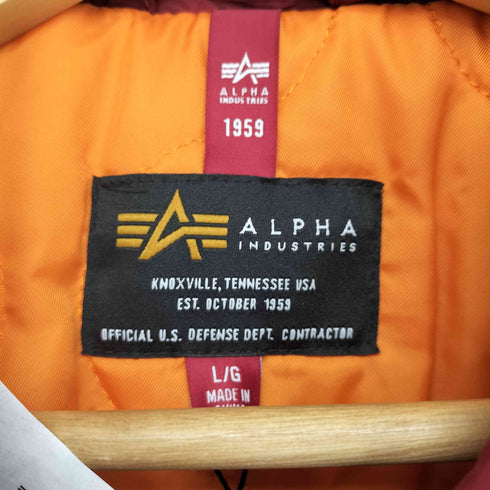 ALPHA
INDUSTRIES
1959
ALPHA
INDUSTRIES
KNOXVILLE, TENNESSEE USA
EST. OCTOBER 1959
OFFICIAL U.S. DEFENSE DEPT. CONTRACTOR
L/G
MADE IN